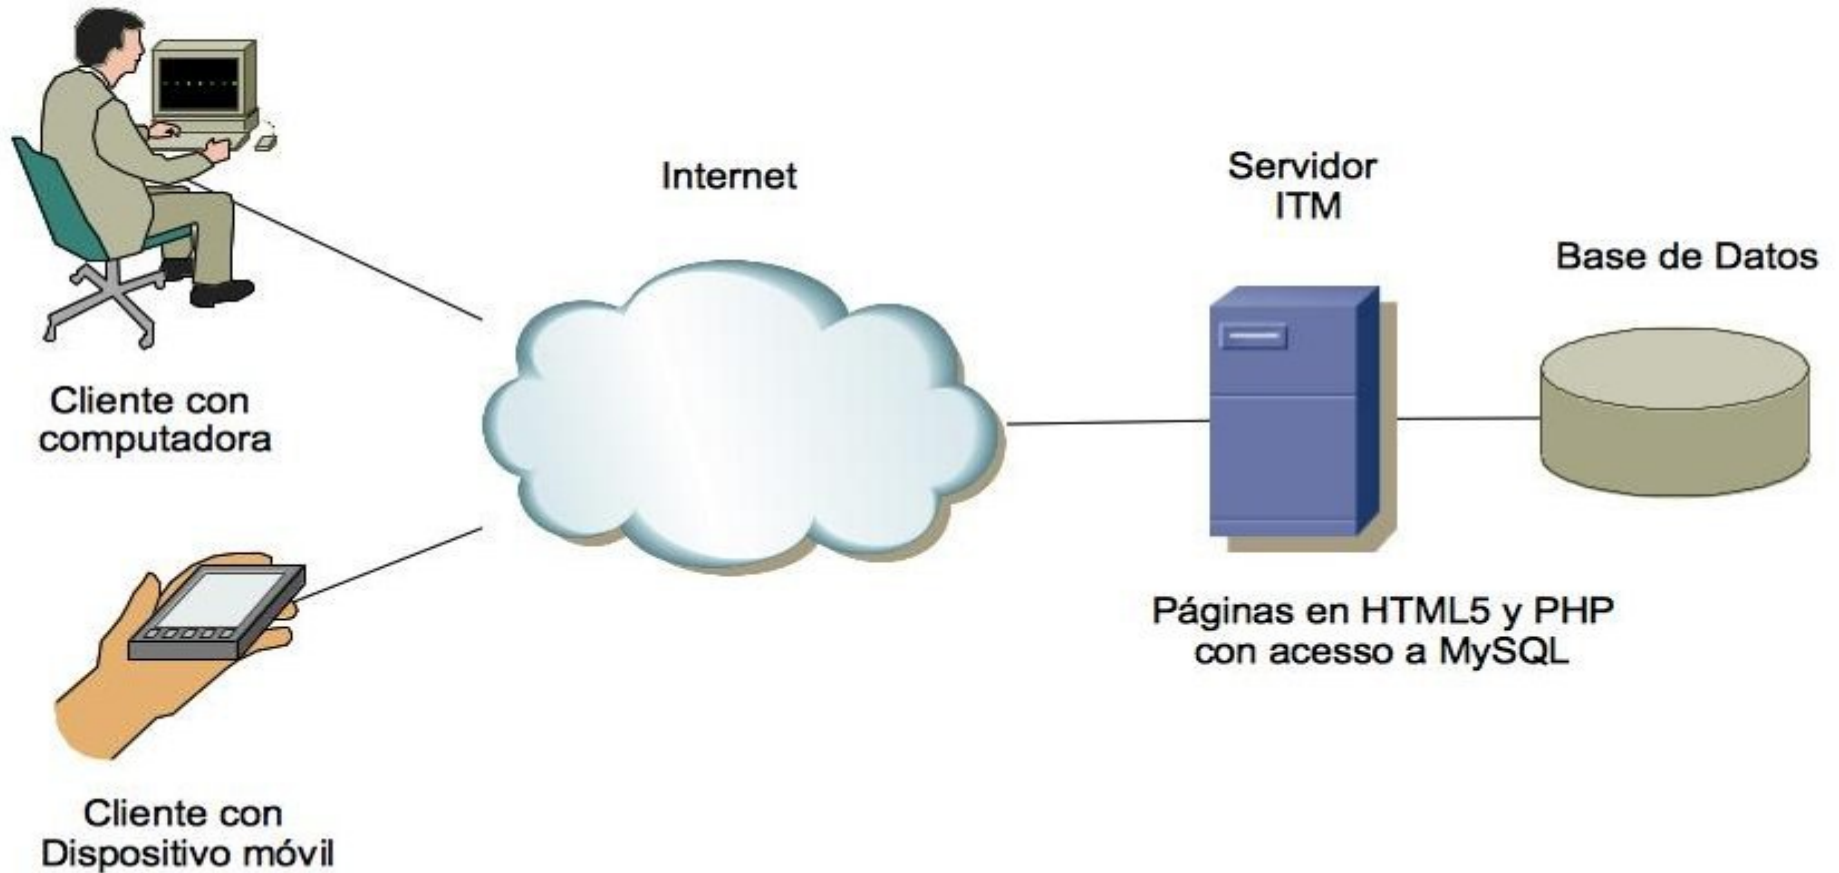 Internet
Servidor
ITM
Base de Datos
Cliente con
computadora
Páginas en HTML5 y PHP
con acesso a MySQL
Cliente con
Dispositivo móvil